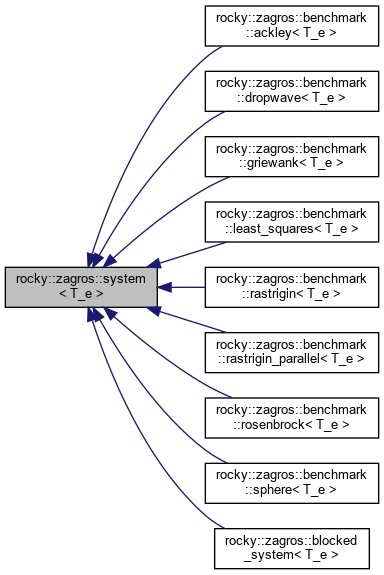 rocky::zagros::benchmark
::ackley< T_e >
rocky::zagros::benchmark
::dropwave< T_e >
rocky::zagros::benchmark
::griewank< T_e >
rocky::zagros::benchmark
::least_squares< T_e >
rocky::zagros::system
< T_e >
rocky::zagros::benchmark
::rastrigin< T_e >
rocky::zagros::benchmark
::rastrigin_parallel< T_e >
rocky::zagros::benchmark
::rosenbrock< T_e >
rocky::zagros::benchmark
::sphere< T_e >
rocky::zagros::blocked
_system< T_e >